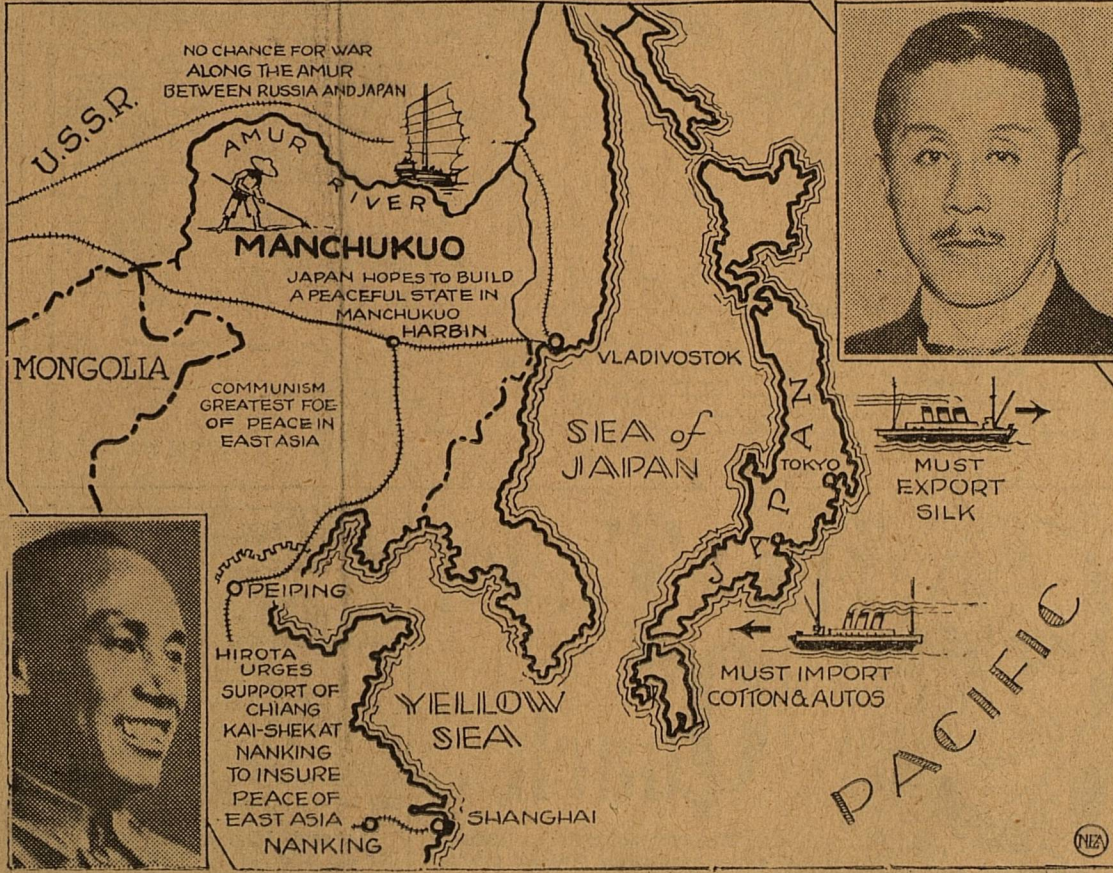 NO CHANCE FOR WAR
ALONG THE AMUR
BETWEEN RUSSIA AND JAPAN
U.S.S.R.
AMUR
RIVER
MANCHUKUO
JAPAN HOPES TO BUILD
A PEACEFUL STATE IN
MANCHUKUO
HARBIN
MONGOLIA
VLADIVOSTOK
COMMUNISM
GREATEST FOE
OF PEACE IN
EAST ASIA
SEA of
JAPAN
JAPAN
TOKYO
MUST
EXPORT
SILK
PEIPING
HIROTA
URGES
SUPPORT OF
CHIANG
KAI-SHEK AT
NANKING
TO INSURE
PEACE OF
EAST ASIA
NANKING
YELLOW
SEA
SHANGHAI
MUST IMPORT
COTTON & AUTOS
PACIFIC
NEA